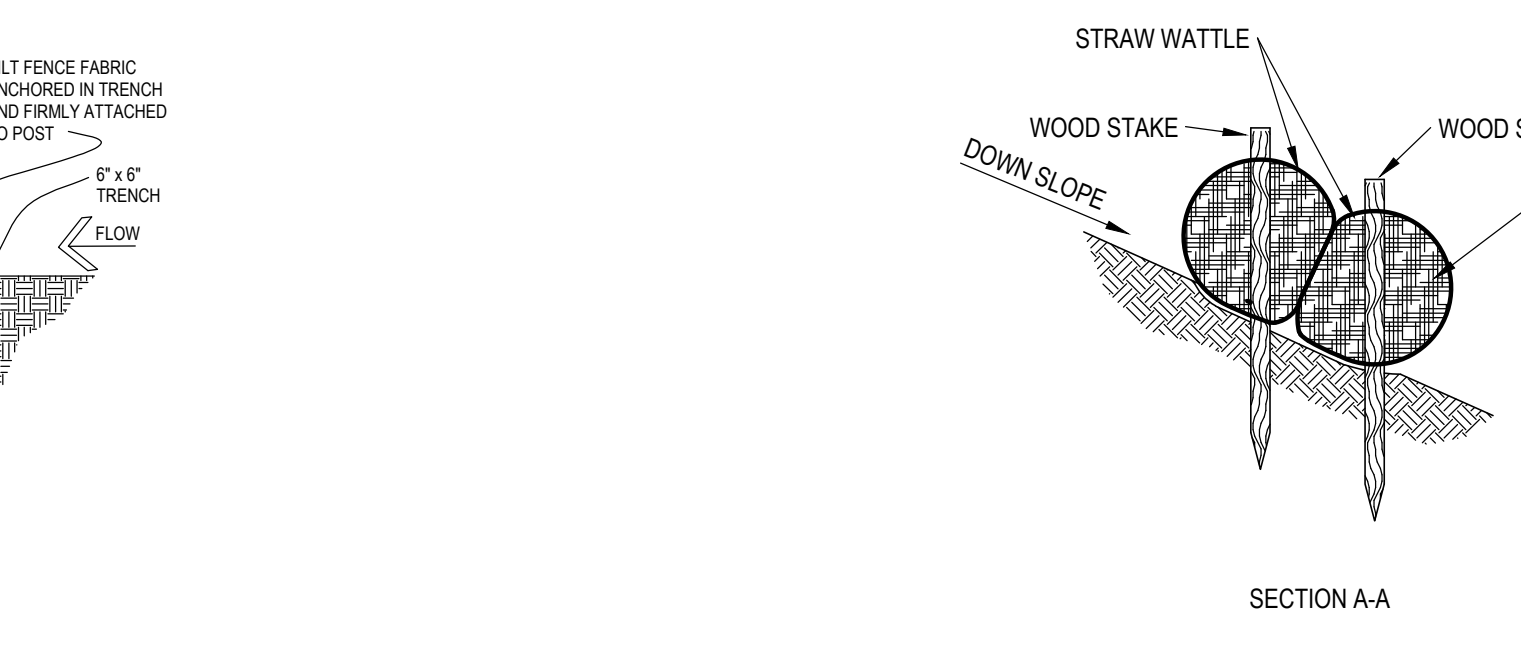 LT FENCE FABRIC
NCHORED IN TRENCH
ND FIRMLY ATTACHED
O POST
6" x 6"
TRENCH
FLOW
STRAW WATTLE
WOOD STAKE
WOOD S
DOWN SLOPE
SECTION A-A